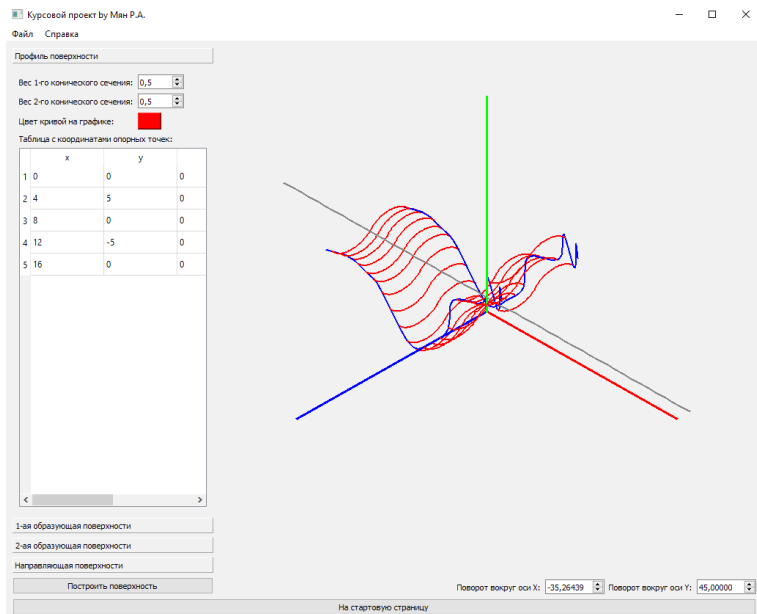 Курсовой проект by Мян Р.А.
Файл Справка
Профиль поверхности
Вес 1-го конического сечения: 0,5
Вес 2-го конического сечения: 0,5
Цвет кривой на графике:
Таблица с координатами опорных точек:
x y
1 0 0 0
2 4 5 0
3 8 0 0
4 12 -5 0
5 16 0 0
1-ая образующая поверхности
2-ая образующая поверхности
Направляющая поверхности
Построить поверхность
Поворот вокруг оси X: -35,26439 Поворот вокруг оси Y: 45,00000
На стартовую страницу